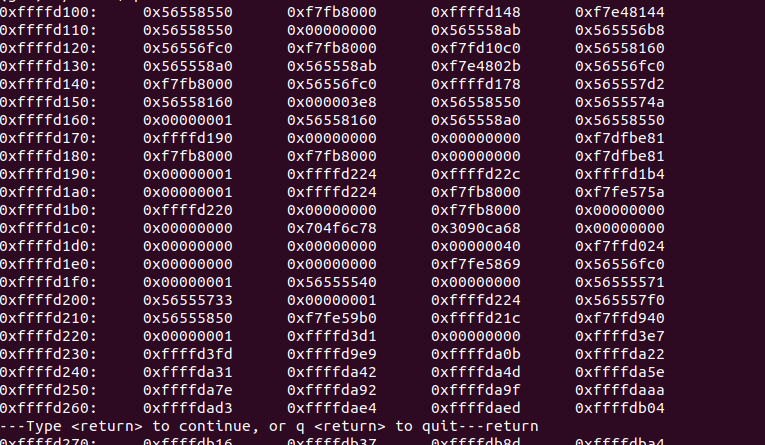 0xffffd100: 0x56558550 0xf7fb8000 0xffffd148 0xf7e48144
0xffffd110: 0x56558550 0x00000000 0x565558ab 0x565556b8
0xffffd120: 0x56556fc0 0xf7fb8000 0xf7fd10c0 0x56558160
0xffffd130: 0x565558a0 0x565558ab 0xf7e4802b 0x56556fc0
0xffffd140: 0xf7fb8000 0x56556fc0 0xffffd178 0x565557d2
0xffffd150: 0x56558160 0x000003e8 0x56558550 0x5655574a
0xffffd160: 0x00000001 0x56558160 0x565558a0 0x56558550
0xffffd170: 0xffffd190 0x00000000 0x00000000 0xf7dfbe81
0xffffd180: 0xf7fb8000 0xf7fb8000 0x00000000 0xf7dfbe81
0xffffd190: 0x00000001 0xffffd224 0xffffd22c 0xffffd1b4
0xffffd1a0: 0x00000001 0xffffd224 0xf7fb8000 0xf7fe575a
0xffffd1b0: 0xffffd220 0x00000000 0xf7fb8000 0x00000000
0xffffd1c0: 0x00000000 0x704f6c78 0x3090ca68 0x00000000
0xffffd1d0: 0x00000000 0x00000000 0x00000040 0xf7ffd024
0xffffd1e0: 0x00000000 0x00000000 0xf7fe5869 0x56556fc0
0xffffd1f0: 0x00000001 0x56555540 0x00000000 0x56555571
0xffffd200: 0x56555733 0x00000001 0xffffd224 0x565557f0
0xffffd210: 0x56555850 0xf7fe59b0 0xffffd21c 0xf7ffd940
0xffffd220: 0x00000001 0xffffd3d1 0x00000000 0xffffd3e7
0xffffd230: 0xffffd3fd 0xffffd9e9 0xffffda0b 0xffffda22
0xffffd240: 0xffffda31 0xffffda42 0xffffda4d 0xffffda5e
0xffffd250: 0xffffda7e 0xffffda92 0xffffda9f 0xffffdaaa
0xffffd260: 0xffffdad3 0xffffdae4 0xffffdaed 0xffffdb04
---Type <return> to continue, or q <return> to quit---return
0xffffd270: 0xffffdb16 0xffffdb37 0xffffdb8d 0xffffdba4